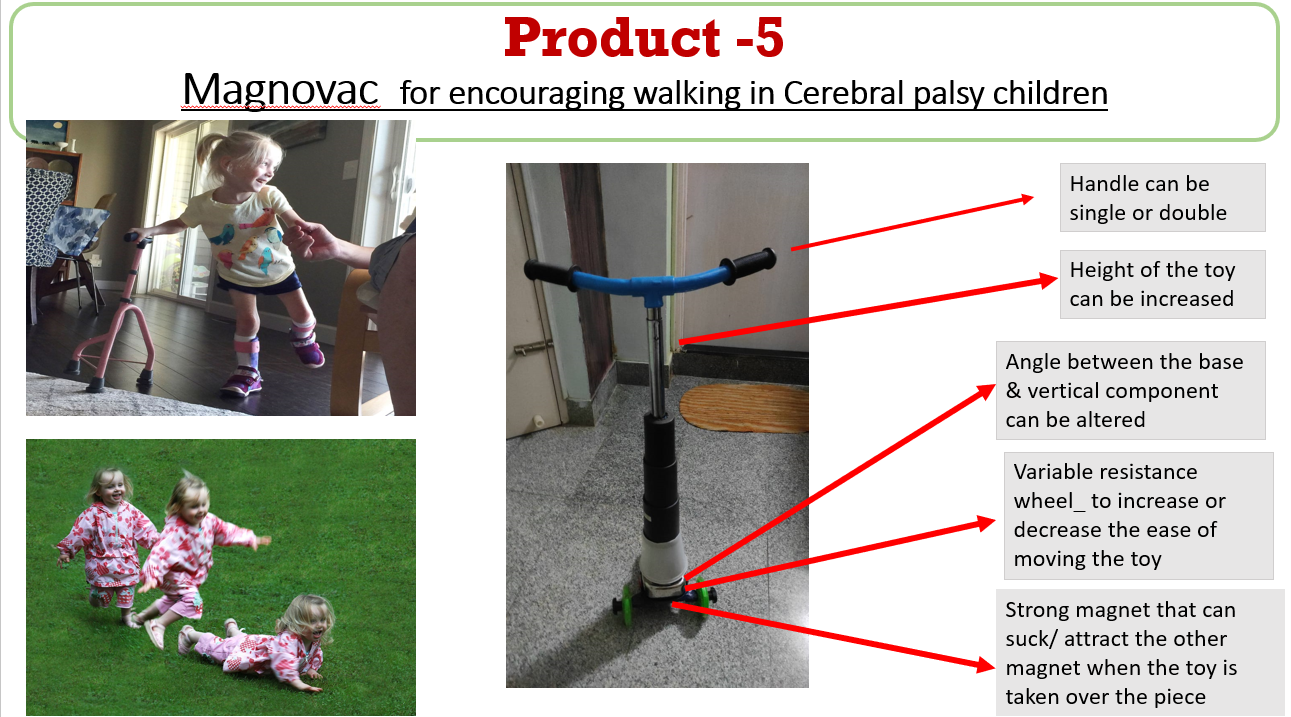 Product -5
Magnovac for encouraging walking in Cerebral palsy children
Handle can be
single or double
Height of the toy
can be increased
Angle between the base
& vertical component
can be altered
Variable resistance
wheel_ to increase or
decrease the ease of
moving the toy
Strong magnet that can
suck/ attract the other
magnet when the toy is
taken over the piece